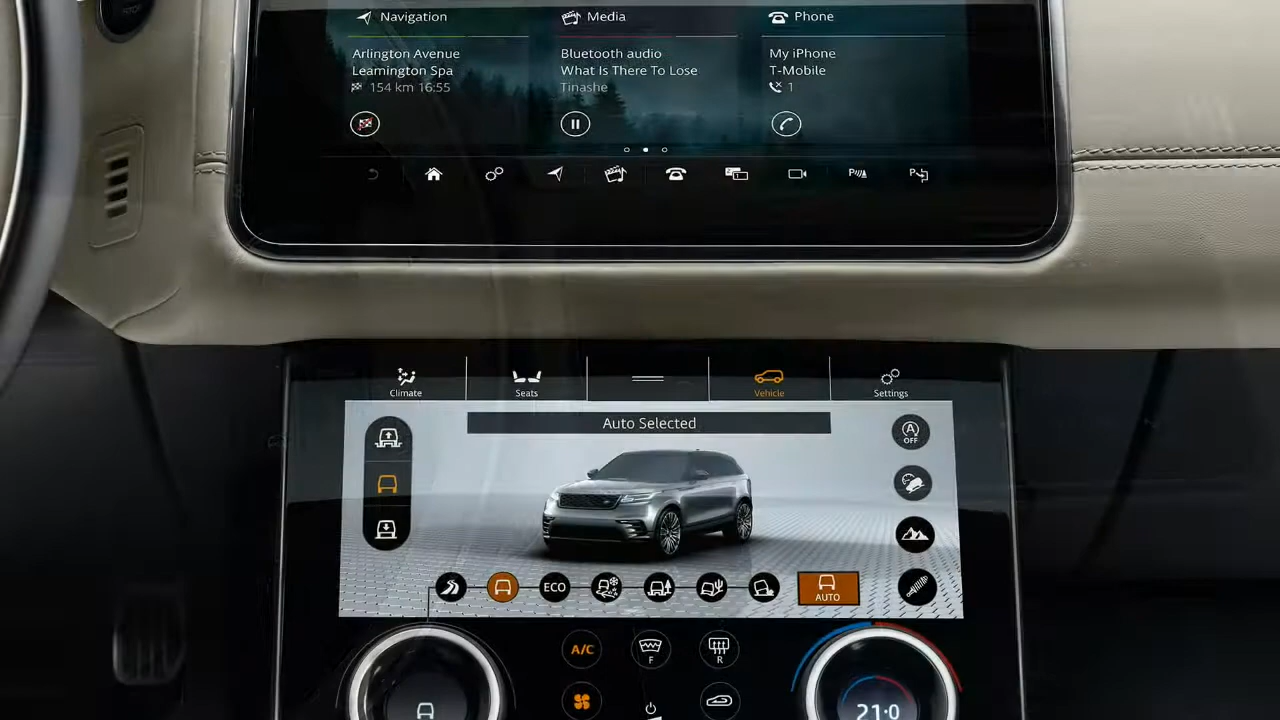 Navigation
Media
Phone
Arlington Avenue
Leamington Spa
154 km 16:55
Bluetooth audio
What Is There To Lose
Tinashe
My iPhone
T-Mobile
1
Climate
Seats
Vehicle
Settings
Auto Selected
A
OFF
ECO
AUTO
A/C
F
R
21.0